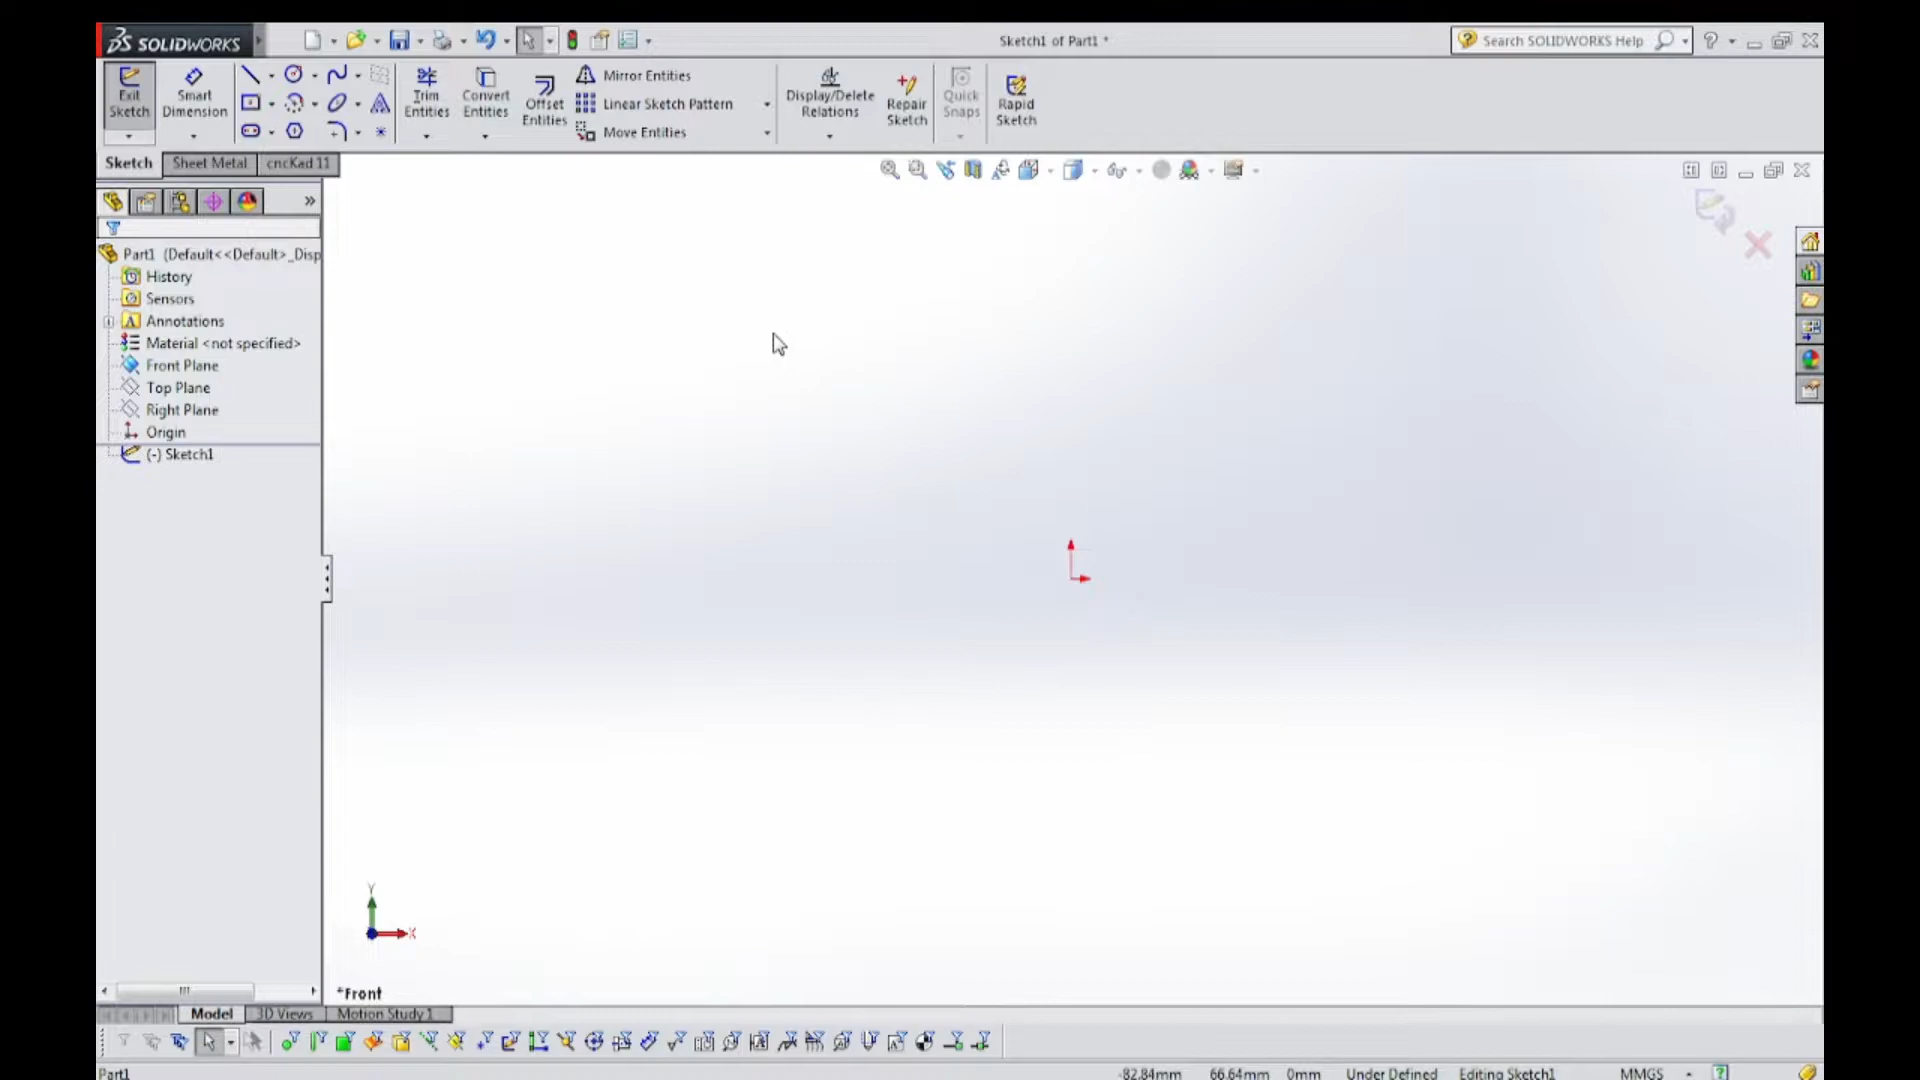 SOLIDWORKS
Sketch1 of Part1 *
Search SOLIDWORKS Help
Exit Sketch
Smart Dimension
Trim Entities
Convert Entities
Offset Entities
Mirror Entities
Linear Sketch Pattern
Move Entities
Display/Delete Relations
Repair Sketch
Quick Snaps
Rapid Sketch
Sketch
Sheet Metal
cncKad 11
Part1 (Default<<Default>_Disp
History
Sensors
Annotations
Material <not specified>
Front Plane
Top Plane
Right Plane
Origin
(-) Sketch1
Y
X
*Front
Model
3D Views
Motion Study 1
Part1
-82.84mm 66.64mm 0mm Under Defined Editing Sketch1 MMGS